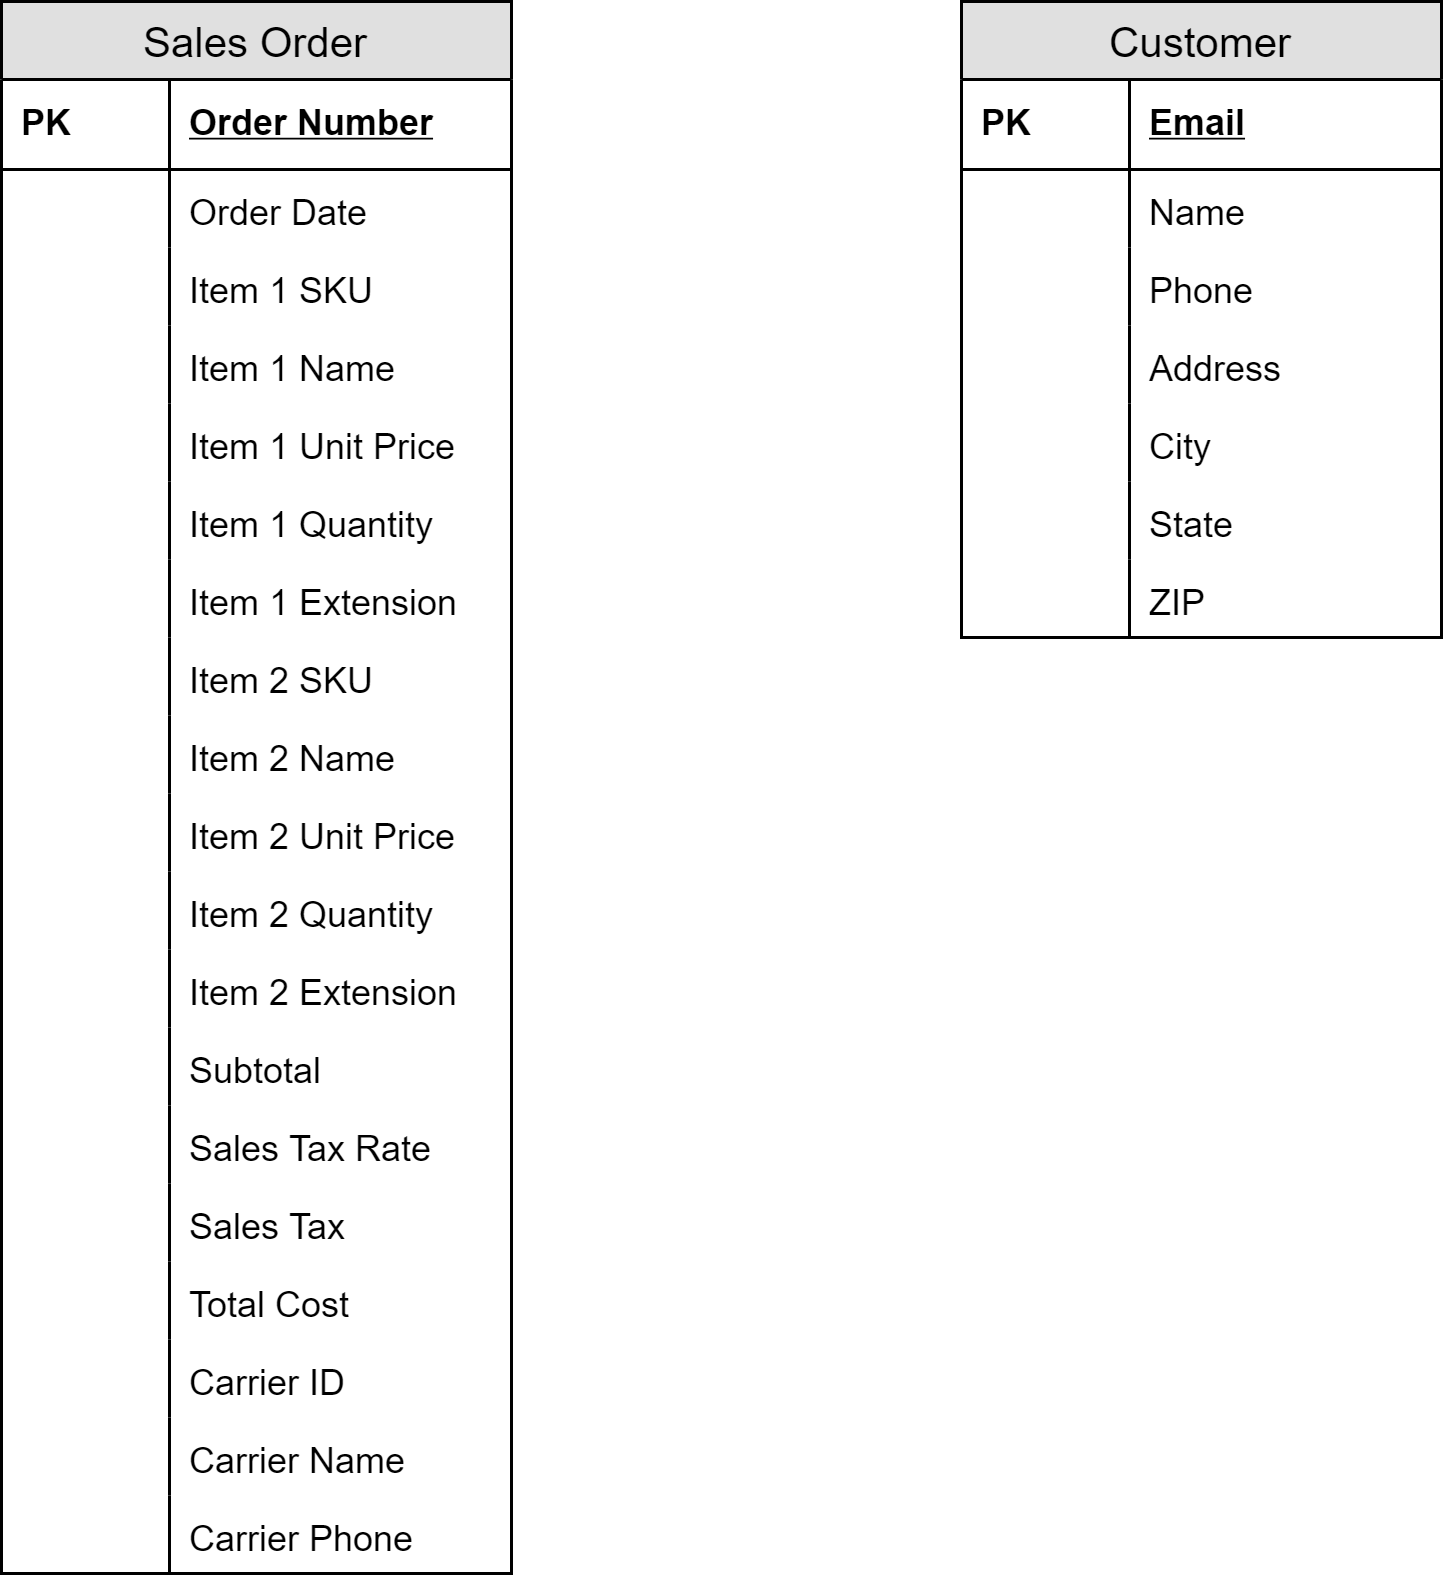 Sales Order
PK Order Number
Order Date
Item 1 SKU
Item 1 Name
Item 1 Unit Price
Item 1 Quantity
Item 1 Extension
Item 2 SKU
Item 2 Name
Item 2 Unit Price
Item 2 Quantity
Item 2 Extension
Subtotal
Sales Tax Rate
Sales Tax
Total Cost
Carrier ID
Carrier Name
Carrier Phone
Customer
PK Email
Name
Phone
Address
City
State
ZIP